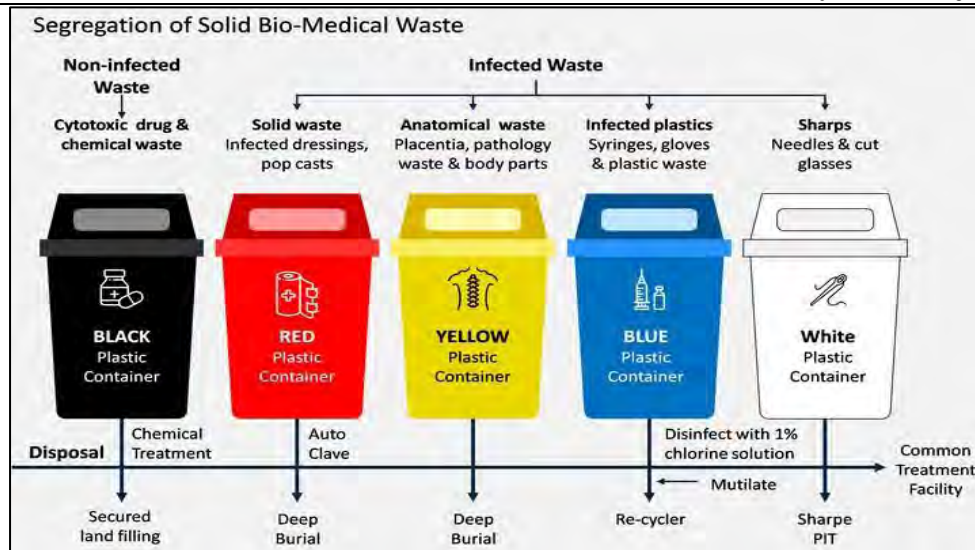 Segregation of Solid Bio-Medical Waste
Non-infected
Waste
Infected Waste
Cytotoxic drug &
chemical waste
Solid waste
Infected dressings,
pop casts
Anatomical waste
Placenta, pathology
waste & body parts
Infected plastics
Syringes, gloves
& plastic waste
Sharps
Needles & cut
glasses
BLACK
Plastic
Container
RED
Plastic
Container
YELLOW
Plastic
Container
BLUE
Plastic
Container
White
Plastic
Container
Disposal
Chemical
Treatment
Auto
Clave
Disinfect with 1%
chlorine solution
Mutilate
Common
Treatment
Facility
Secured
land filling
Deep
Burial
Deep
Burial
Re-cycler
Sharpe
PIT